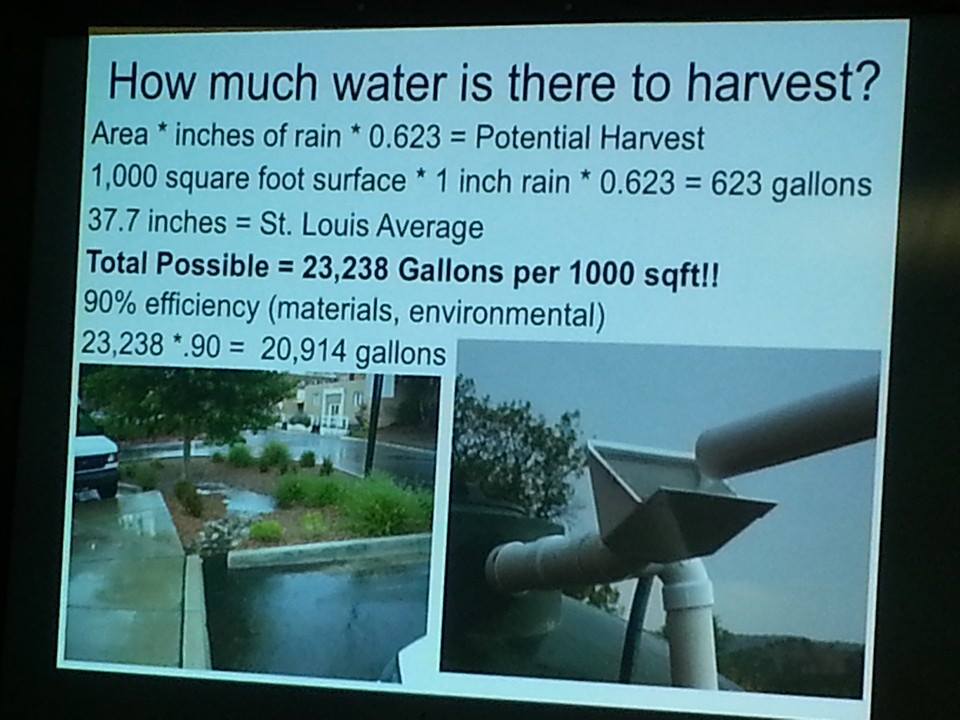 How much water is there to harvest?
Area * inches of rain * 0.623 = Potential Harvest
1,000 square foot surface * 1 inch rain * 0.623 = 623 gallons
37.7 inches = St. Louis Average
Total Possible = 23,238 Gallons per 1000 sqft!!
90% efficiency (materials, environmental)
23,238 *.90 = 20,914 gallons